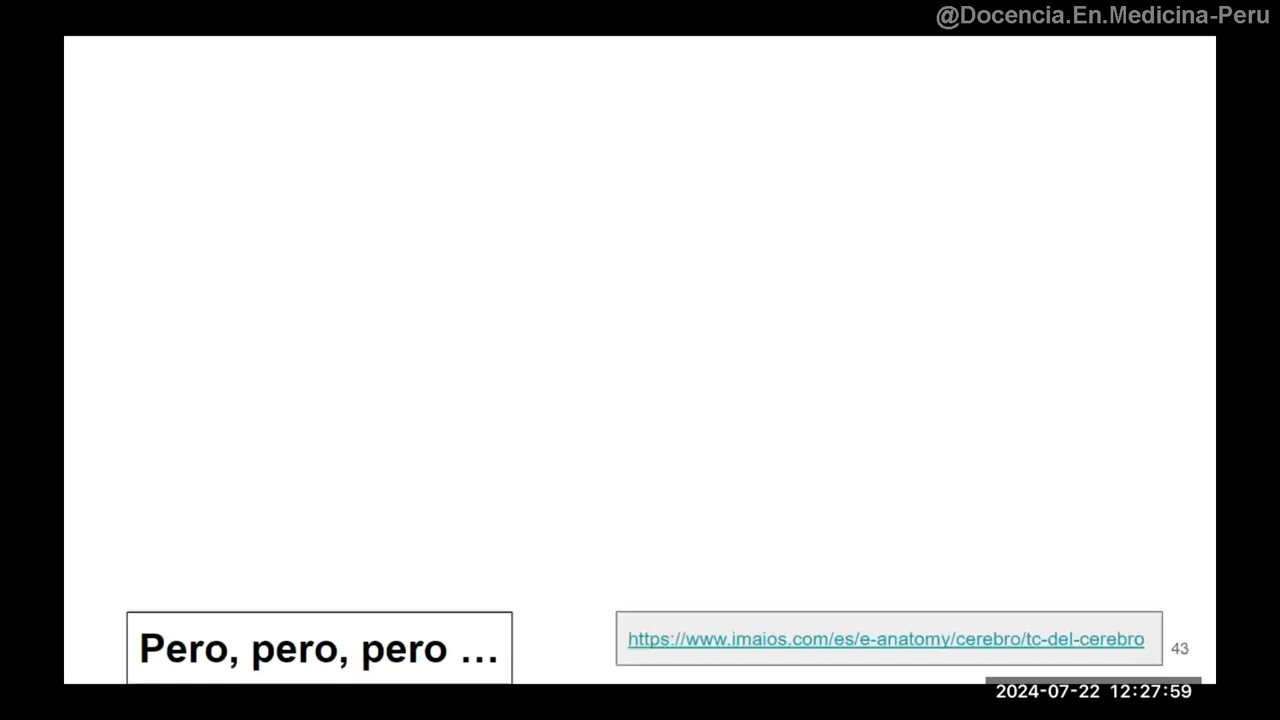 @Docencia.En.Medicina-Peru
Pero, pero, pero …
https://www.imaios.com/es/e-anatomy/cerebro/tc-del-cerebro
43
2024-07-22 12:27:59